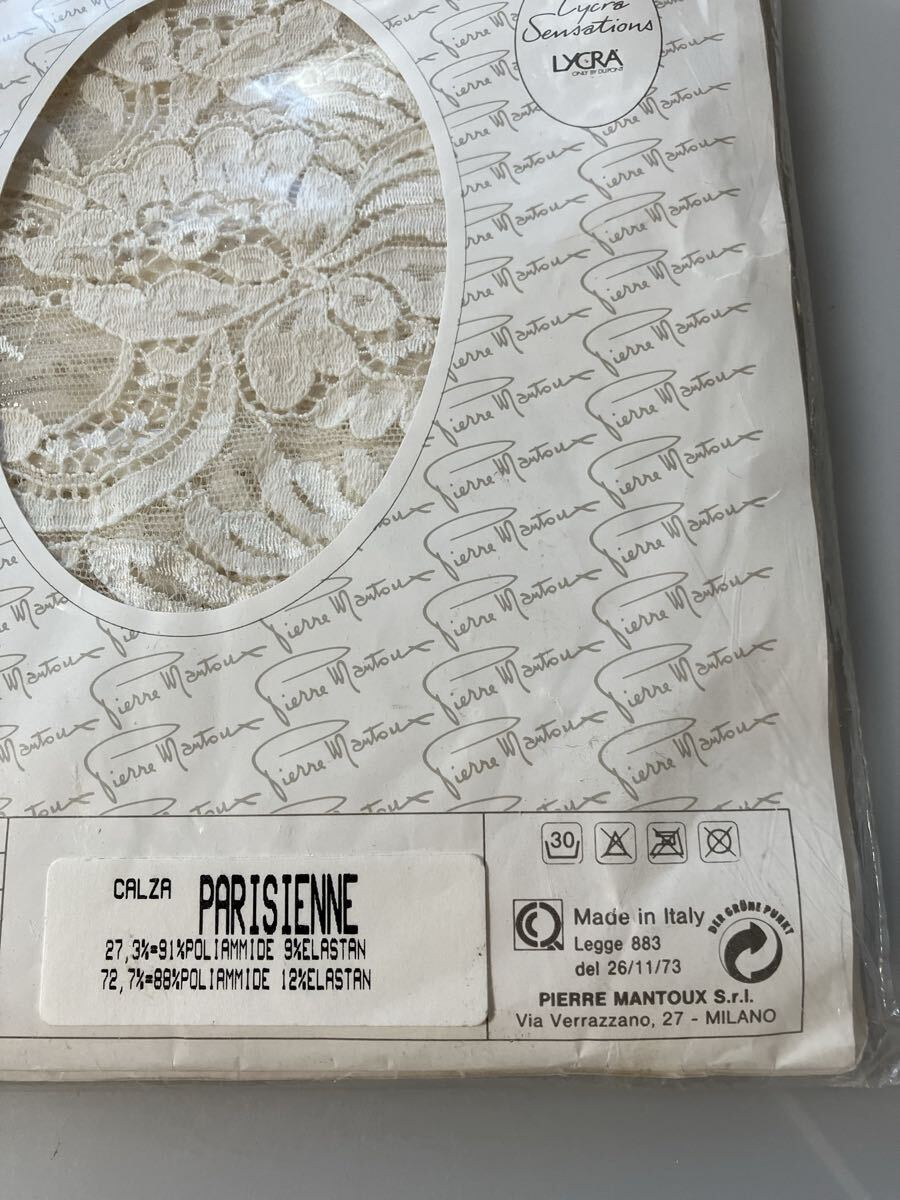 Lycra
Sensations
LYCRA
ONLY BY DUPONT
Pierre Mantoux
30
CALZA PARISIENNE
27,3%=91%POLIAMMIDE 9%ELASTAN
72,7%=88%POLIAMMIDE 12%ELASTAN
CQ
Made in Italy
Legge 883
del 26/11/73
DER GRÜNE PUNKT
PIERRE MANTOUX S.r.l.
Via Verrazzano, 27 - MILANO